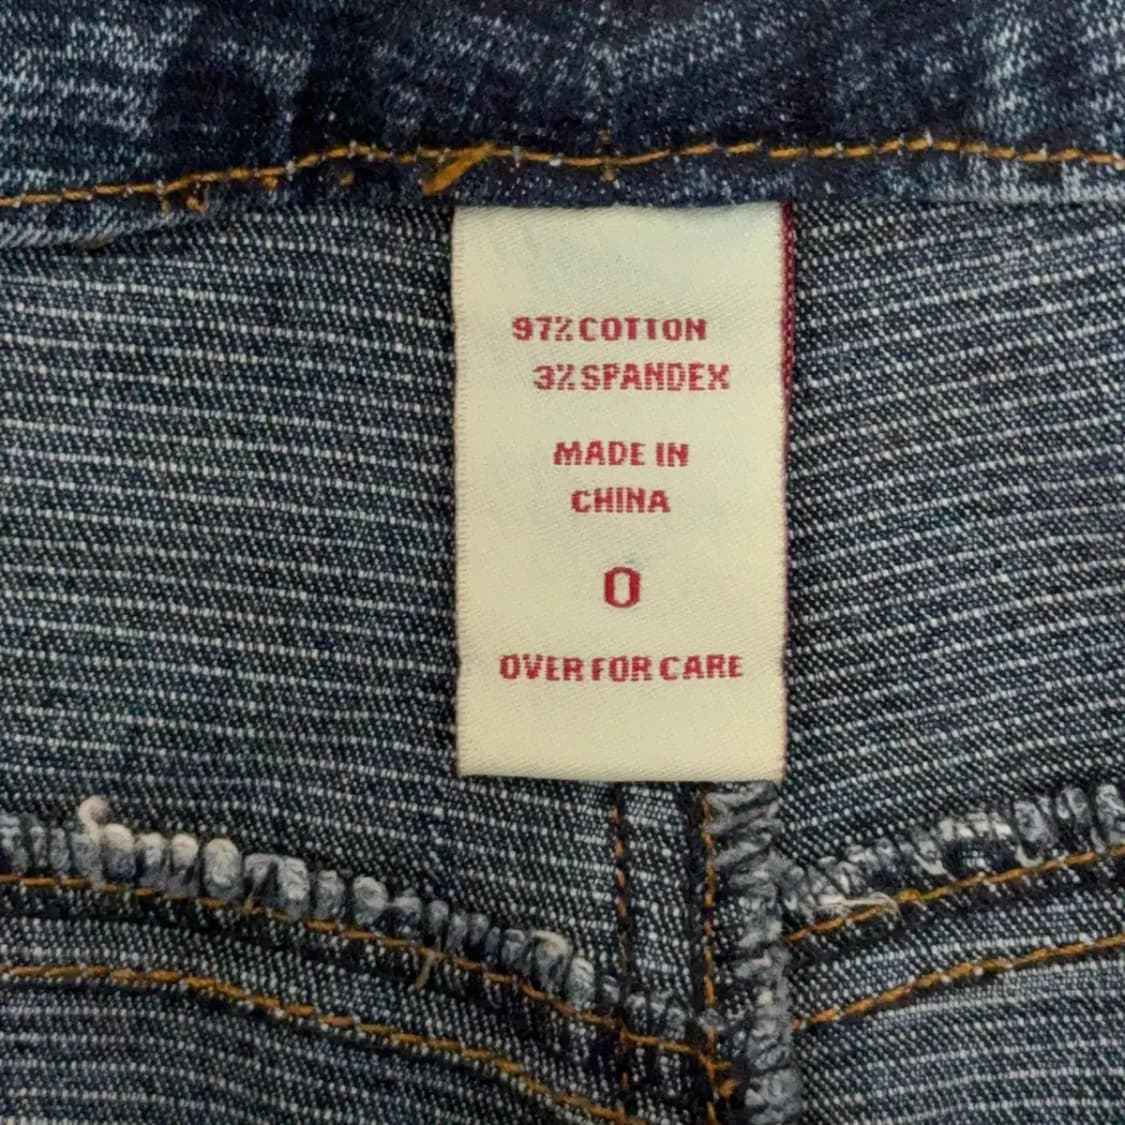 97% COTTON
3% SPANDEX
MADE IN
CHINA
0
OVER FOR CARE